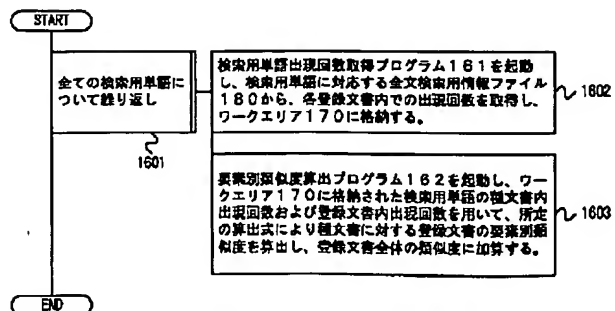 START
全ての検索用単語に
ついて繰り返し
1601
検索用単語出現回数取得プログラム161を起動
し、検索用単語に対応する全文検索用情報ファイル
180から、各登録文書内での出現回数を取得し、
ワークエリア170に格納する。
1602
要素別類似度算出プログラム162を起動し、ワー
クエリア170に格納された検索用単語の種文書内
出現回数および登録文書内出現回数を用いて、所定
の算出式により種文書に対する登録文書の要素別類
似度を算出し、登録文書全体の類似度に加算する。
1603
END